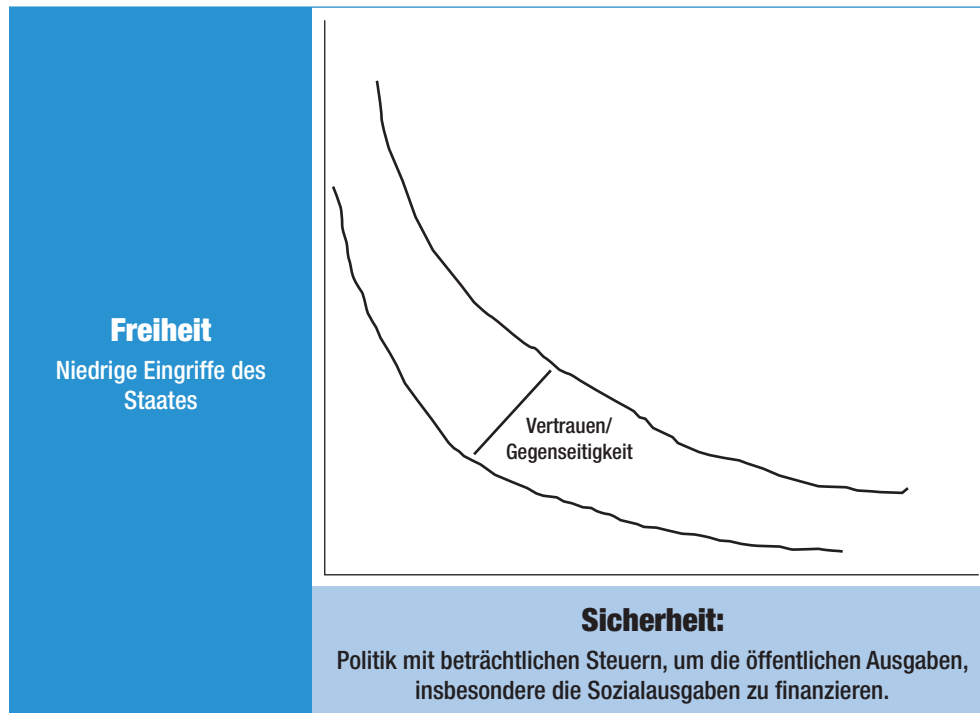 Freiheit
Niedrige Eingriffe des
Staates
Vertrauen/
Gegenseitigkeit
Sicherheit:
Politik mit beträchtlichen Steuern, um die öffentlichen Ausgaben,
insbesondere die Sozialausgaben zu finanzieren.